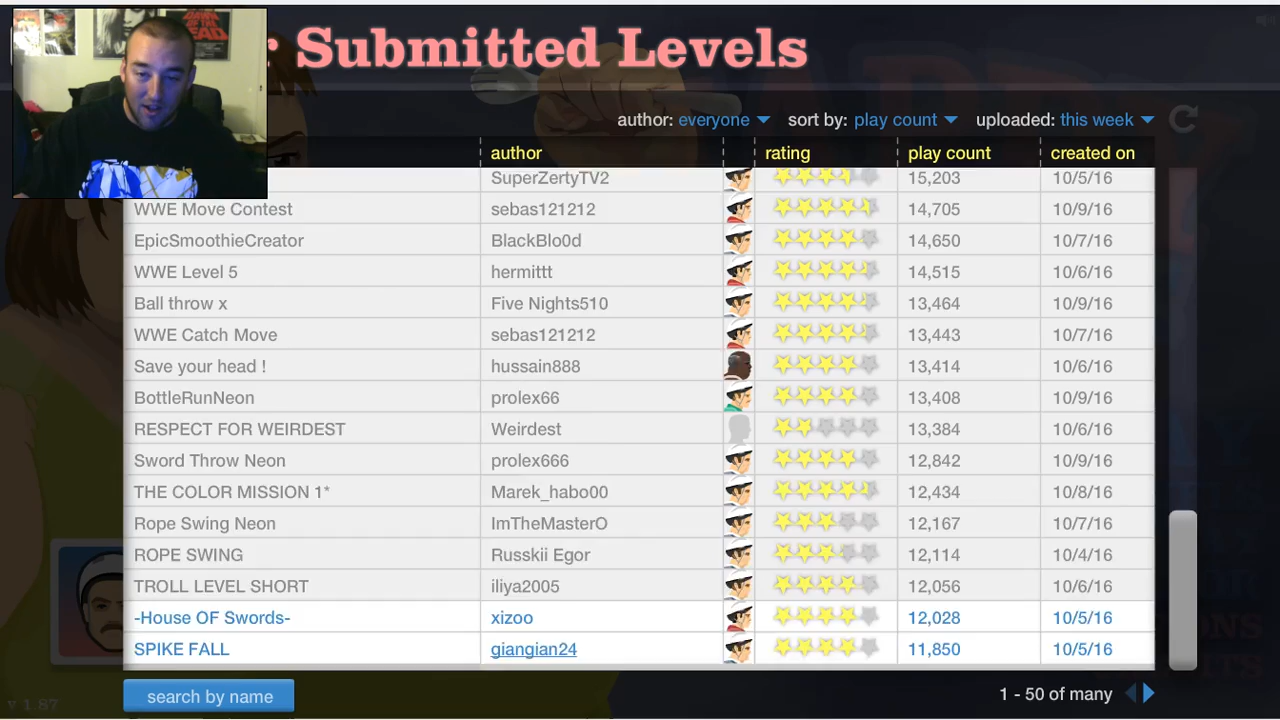 r Submitted Levels
author: everyone sort by: play count uploaded: this week
author rating play count created on
SuperZertyTV2 15,203 10/5/16
WWE Move Contest sebas121212 14,705 10/9/16
EpicSmoothieCreator BlackBlo0d 14,650 10/7/16
WWE Level 5 hermittt 14,515 10/6/16
Ball throw x Five Nights510 13,464 10/9/16
WWE Catch Move sebas121212 13,443 10/7/16
Save your head ! hussain888 13,414 10/6/16
BottleRunNeon prolex66 13,408 10/9/16
RESPECT FOR WEIRDEST Weirdest 13,384 10/6/16
Sword Throw Neon prolex666 12,842 10/9/16
THE COLOR MISSION 1* Marek_habo00 12,434 10/8/16
Rope Swing Neon ImTheMasterO 12,167 10/7/16
ROPE SWING Russkii Egor 12,114 10/4/16
TROLL LEVEL SHORT iliya2005 12,056 10/6/16
-House OF Swords- xizoo 12,028 10/5/16
SPIKE FALL giangian24 11,850 10/5/16
search by name 1 - 50 of many
v 1.87